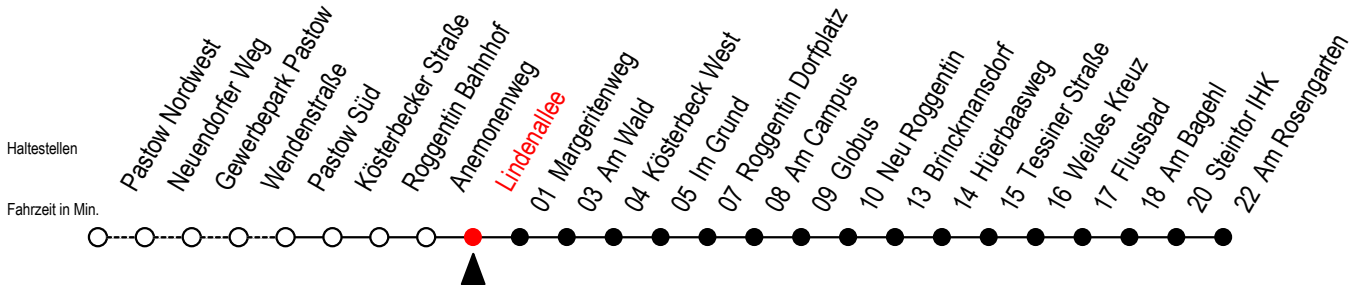 Haltestellen
Fahrzeit in Min.
Pastow Nordwest
Neuendorfer Weg
Gewerbepark Pastow
Wendenstraße
Pastow Süd
Kösterbecker Straße
Roggentin Bahnhof
Anemonenweg
Lindenallee
01 Margeritenweg
03 Am Wald
04 Kösterbeck West
05 Im Grund
07 Roggentin Dorfplatz
08 Am Campus
09 Globus
10 Neu Roggentin
13 Brinckmansdorf
14 Hüerbaasweg
15 Tessiner Straße
16 Weißes Kreuz
17 Flussbad
18 Am Bagehl
20 Steintor IHK
22 Am Rosengarten